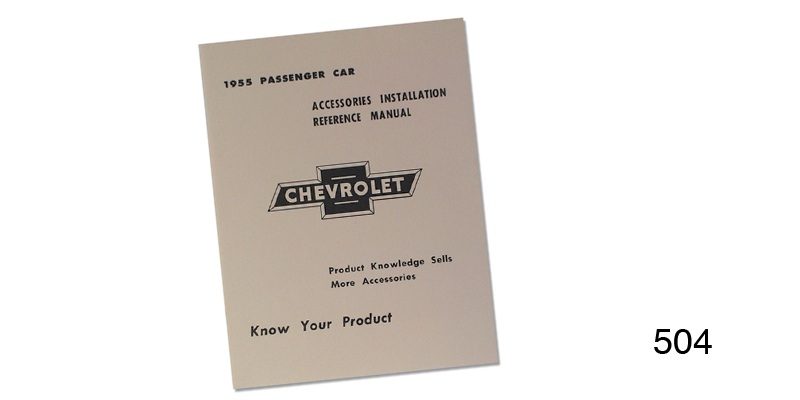 1955 PASSENGER CAR
ACCESSORIES INSTALLATION
REFERENCE MANUAL
CHEVROLET
Product Knowledge Sells
More Accessories
Know Your Product
504